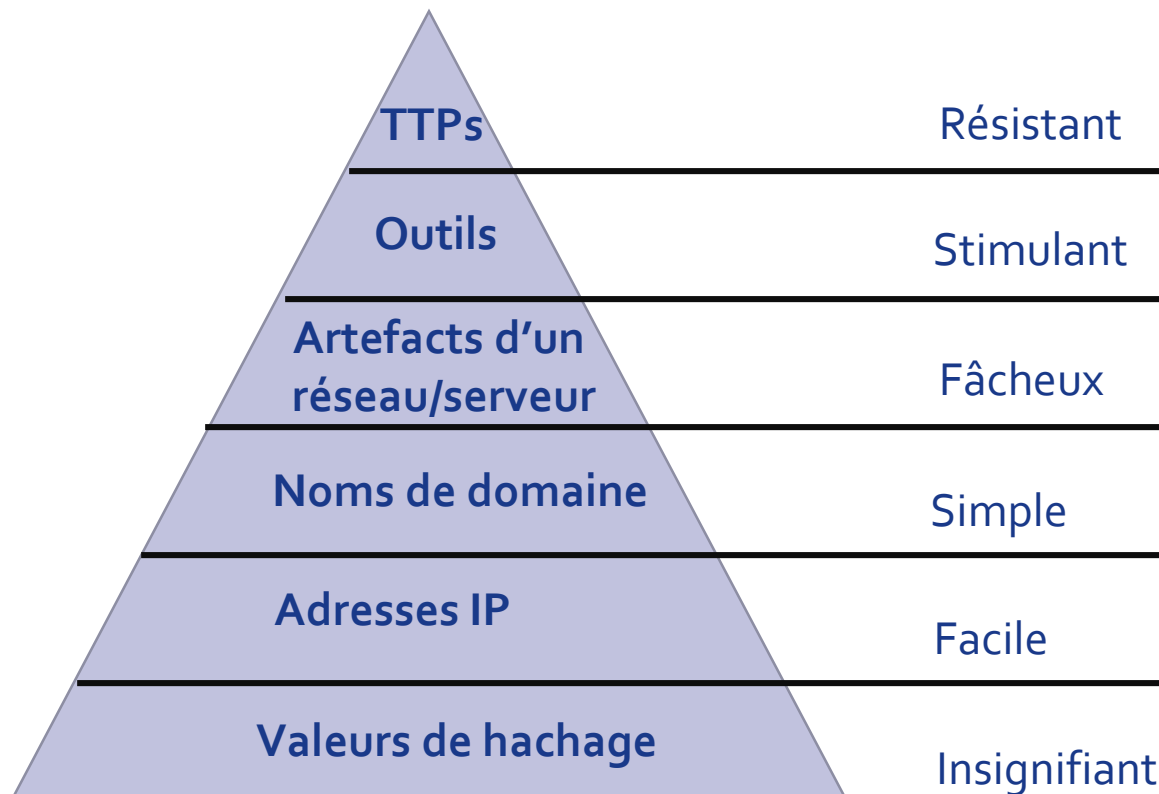 TTPs
Résistant
Outils
Stimulant
Artefacts d’un
réseau/serveur
Fâcheux
Noms de domaine
Simple
Adresses IP
Facile
Valeurs de hachage
Insignifiant